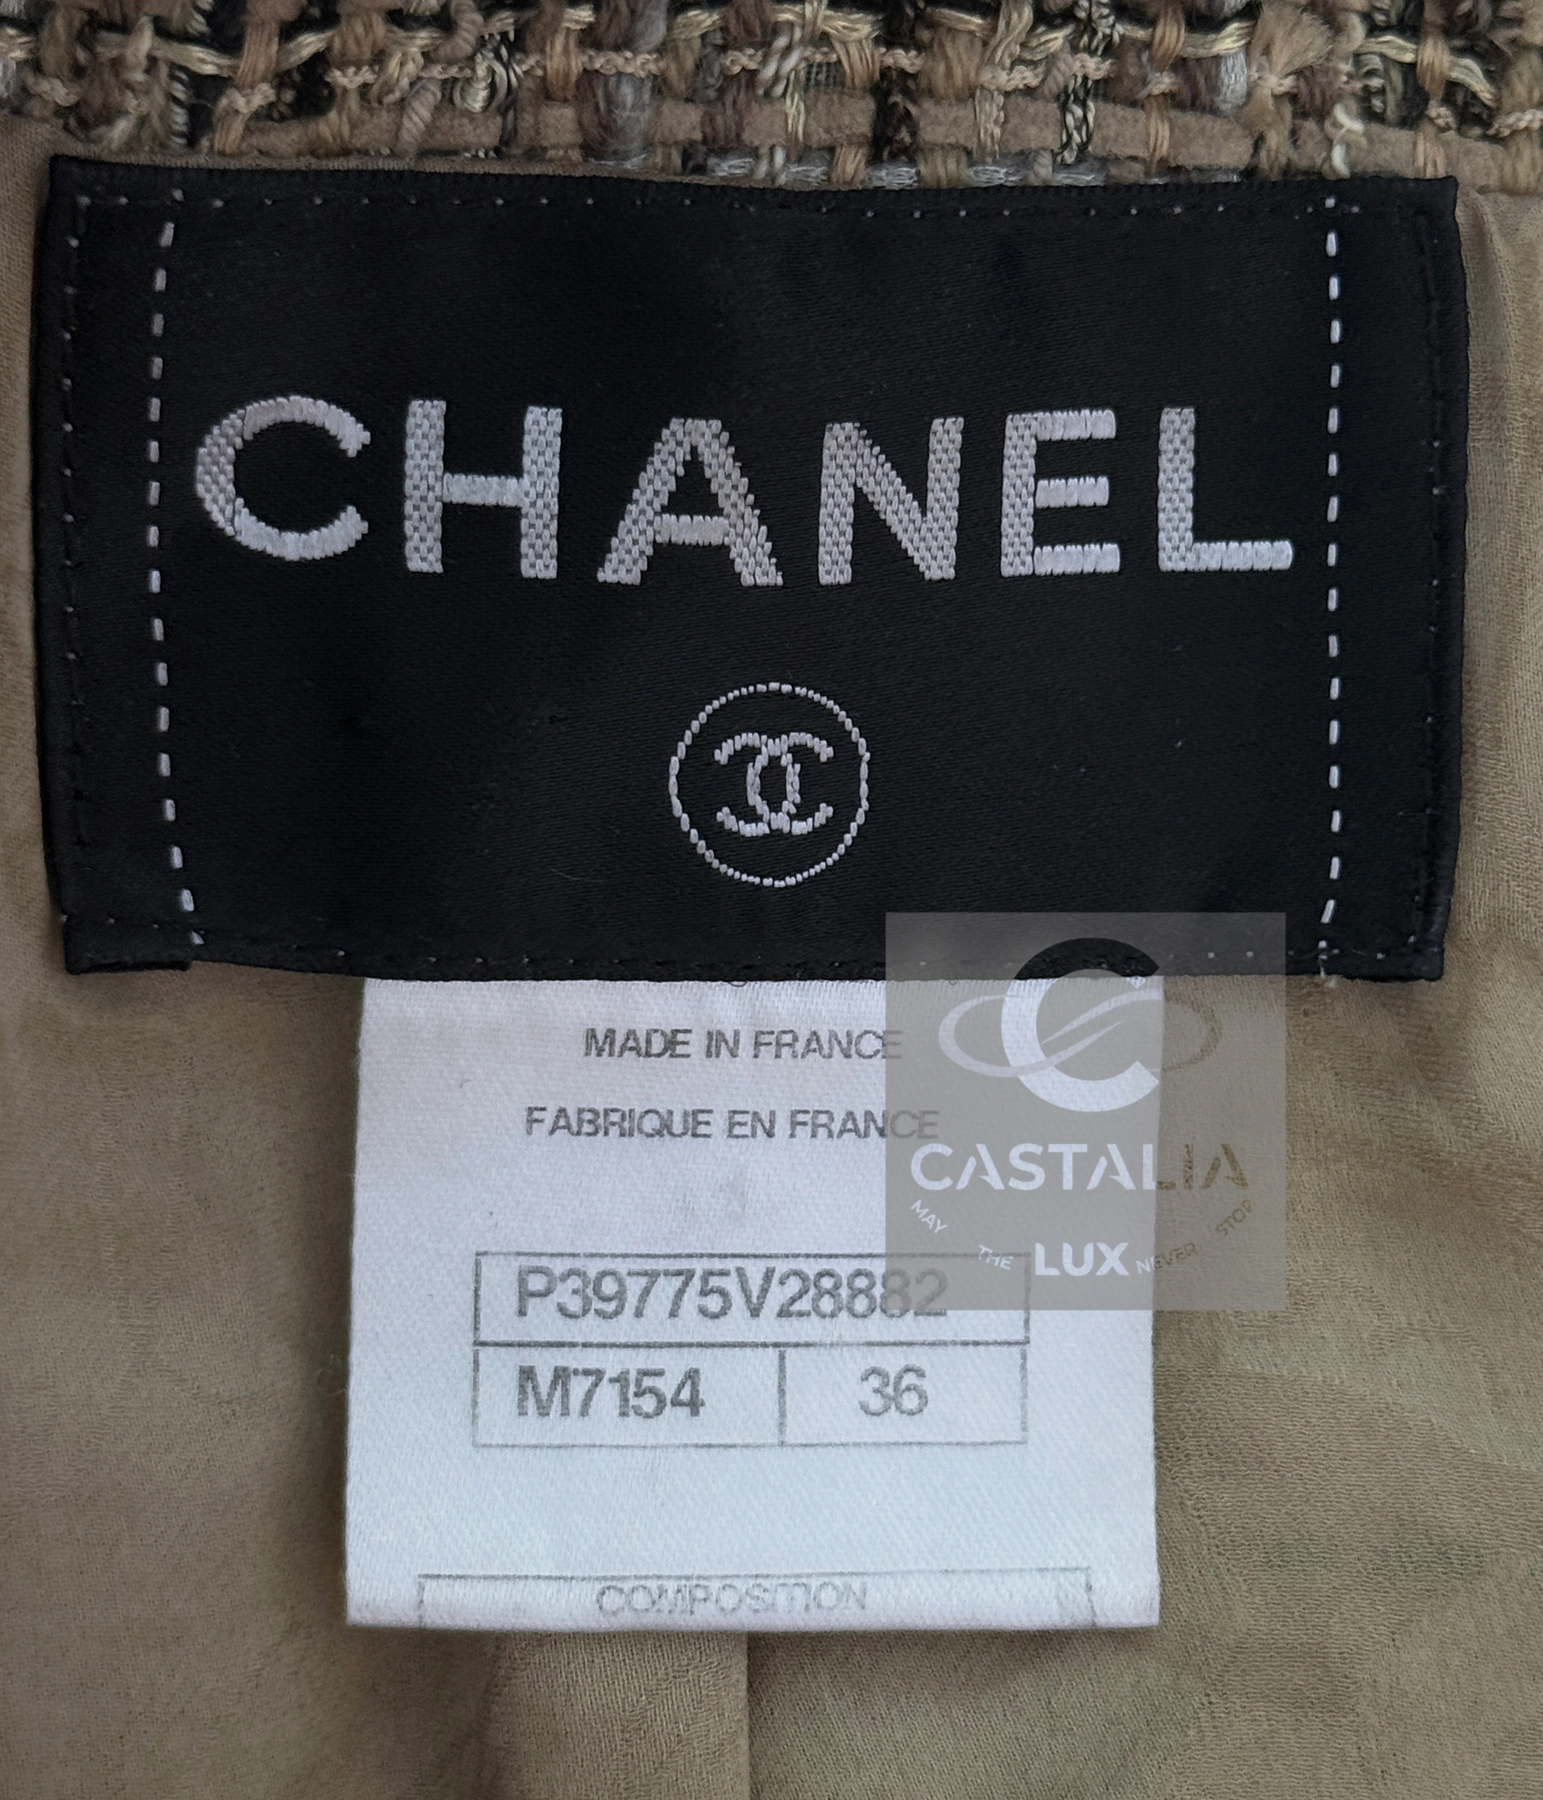 CHANEL
MADE IN FRANCE
FABRIQUE EN FRANCE
P39775V28882
M7154 36
COMPOSITION
CASTALIA
MAY THE LUX NEVER STOP